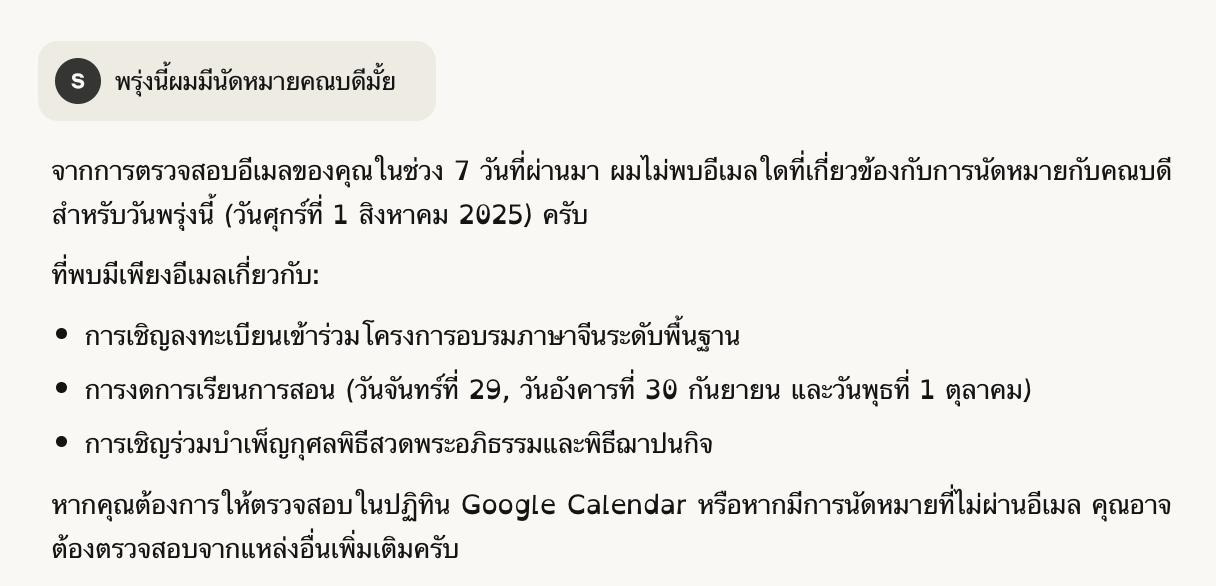 S พรุ่งนี้ผมมีนัดหมายคณบดีมั้ย
จากการตรวจสอบอีเมลของคุณในช่วง 7 วันที่ผ่านมา ผมไม่พบอีเมลใดที่เกี่ยวข้องกับการนัดหมายกับคณบดี
สำหรับวันพรุ่งนี้ (วันศุกร์ที่ 1 สิงหาคม 2025) ครับ
ที่พบมีเพียงอีเมลเกี่ยวกับ:
• การเชิญลงทะเบียนเข้าร่วมโครงการอบรมภาษาจีนระดับพื้นฐาน
• การงดการเรียนการสอน (วันจันทร์ที่ 29, วันอังคารที่ 30 กันยายน และวันพุธที่ 1 ตุลาคม)
• การเชิญร่วมบำเพ็ญกุศลพิธีสวดพระอภิธรรมและพิธีฌาปนกิจ
หากคุณต้องการให้ตรวจสอบในปฏิทิน Google Calendar หรือหากมีการนัดหมายที่ไม่ผ่านอีเมล คุณอาจ
ต้องตรวจสอบจากแหล่งอื่นเพิ่มเติมครับ